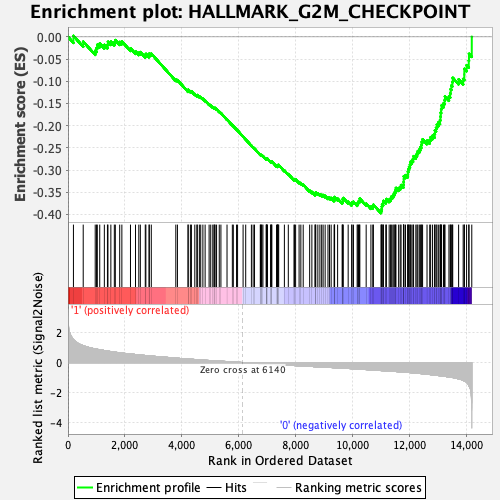 Enrichment plot: HALLMARK_G2M_CHECKPOINT
Enrichment score (ES)
0.00
-0.05
-0.10
-0.15
-0.20
-0.25
-0.30
-0.35
-0.40
'1' (positively correlated)
Ranked list metric (Signal2Noise)
2
0
-2
-4
Zero cross at 6140
'0' (negatively correlated)
0
2,000
4,000
6,000
8,000
10,000
12,000
14,000
Rank in Ordered Dataset
Enrichment profile
Hits
Ranking metric scores